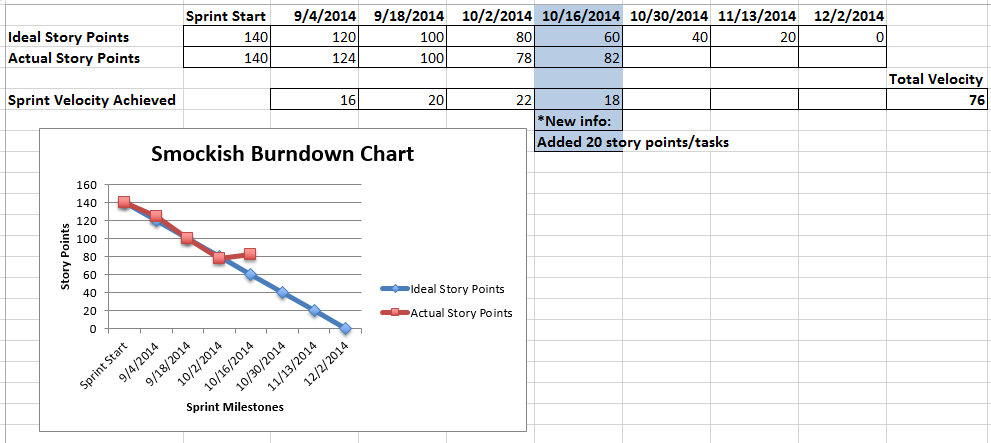 Sprint Start 9/4/2014 9/18/2014 10/2/2014 10/16/2014 10/30/2014 11/13/2014 12/2/2014
Ideal Story Points 140 120 100 80 60 40 20 0
Actual Story Points 140 124 100 78 82
Total Velocity
Sprint Velocity Achieved 16 20 22 18 76
*New info:
Added 20 story points/tasks
Smockish Burndown Chart
160
140
120
100
80
60
40
20
0
Story Points
Sprint Start 9/4/2014 9/18/2014 10/2/2014 10/16/2014 10/30/2014 11/13/2014 12/2/2014
Sprint Milestones
Ideal Story Points
Actual Story Points